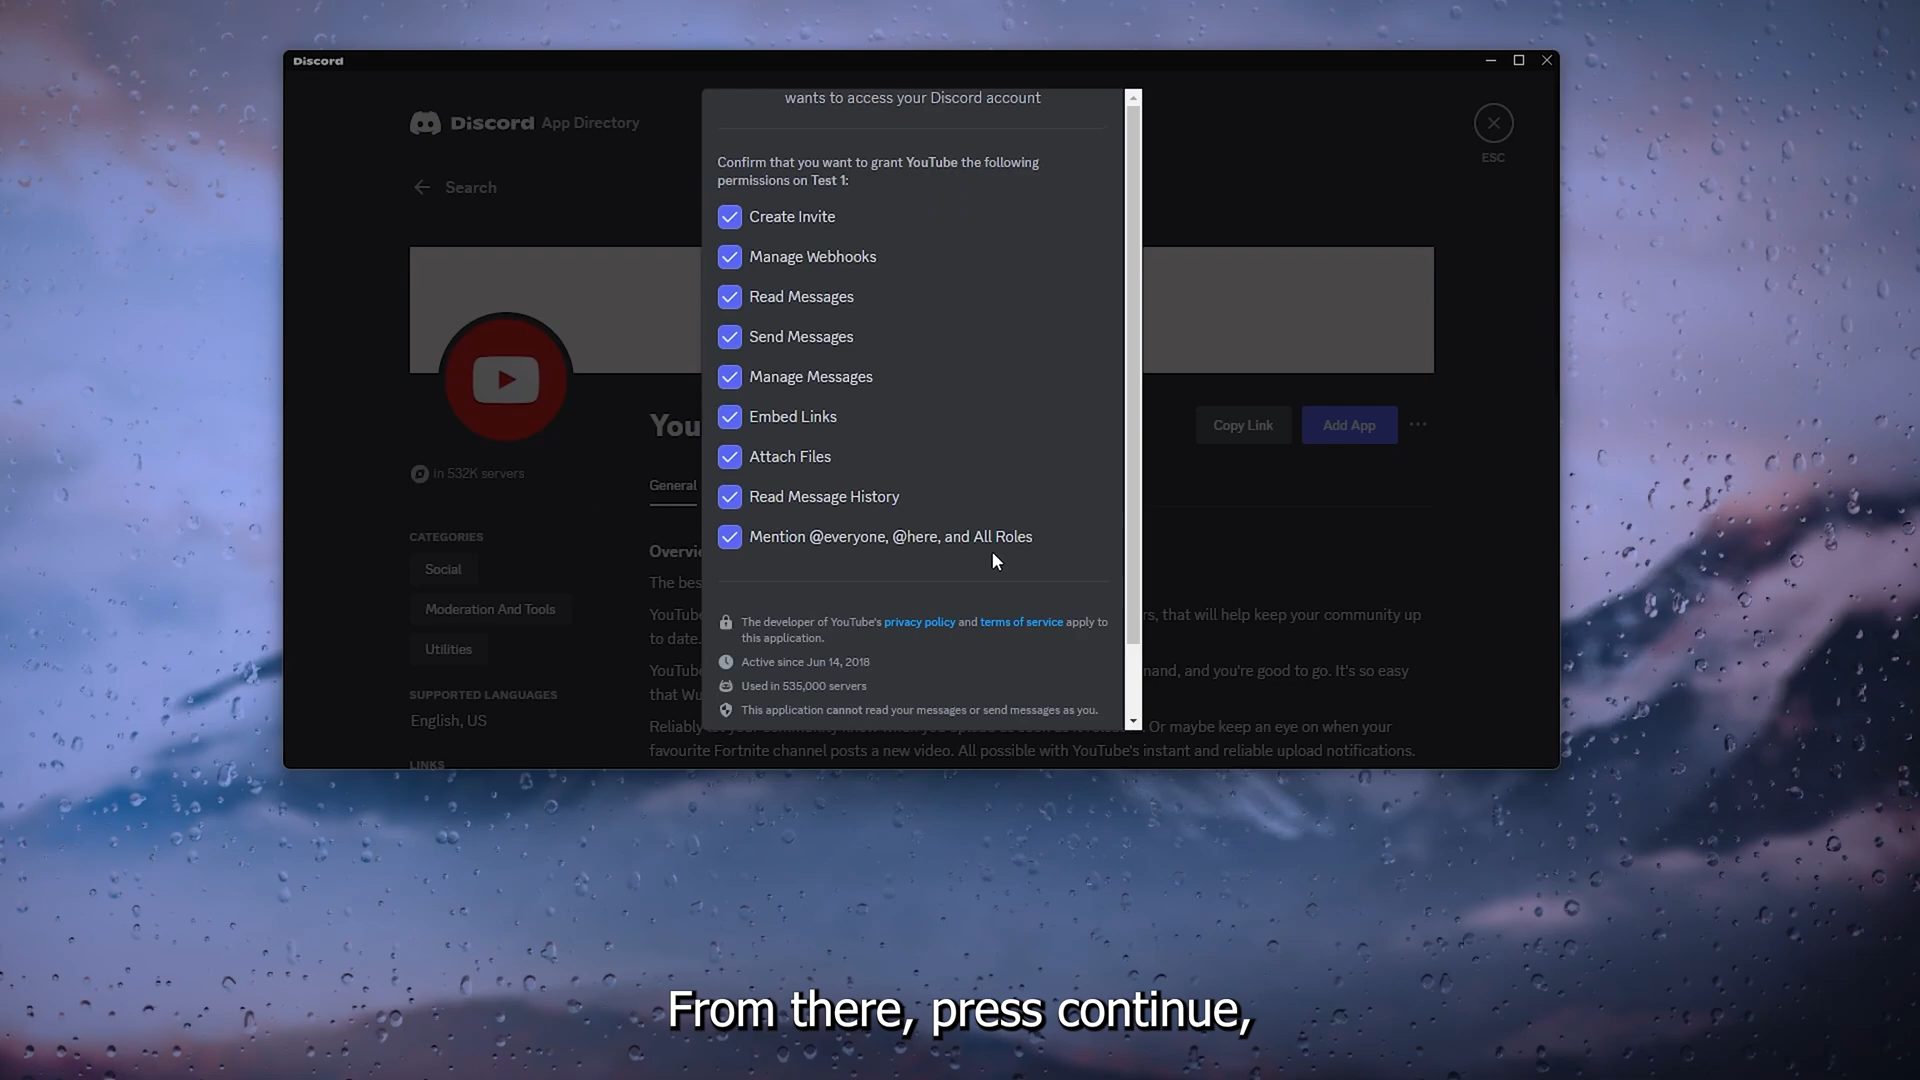 Discord
Discord App Directory
Search
ESC
wants to access your Discord account
Confirm that you want to grant YouTube the following
permissions on Test 1:
Create Invite
Manage Webhooks
Read Messages
Send Messages
Manage Messages
Embed Links
Attach Files
Read Message History
Mention @everyone, @here, and All Roles
The developer of YouTube's privacy policy and terms of service apply to
this application.
Active since Jun 14, 2018
Used in 535,000 servers
This application cannot read your messages or send messages as you.
You
Copy Link
Add App
in 532K servers
General
CATEGORIES
Social
Moderation And Tools
Utilities
SUPPORTED LANGUAGES
English, US
LINKS
The
that will help keep your community up
to date.
and you're good to go. It's so easy
that
Reliably
Or maybe keep an eye on when your
favourite Fortnite channel posts a new video. All possible with YouTube's instant and reliable upload notifications.
From there, press continue,